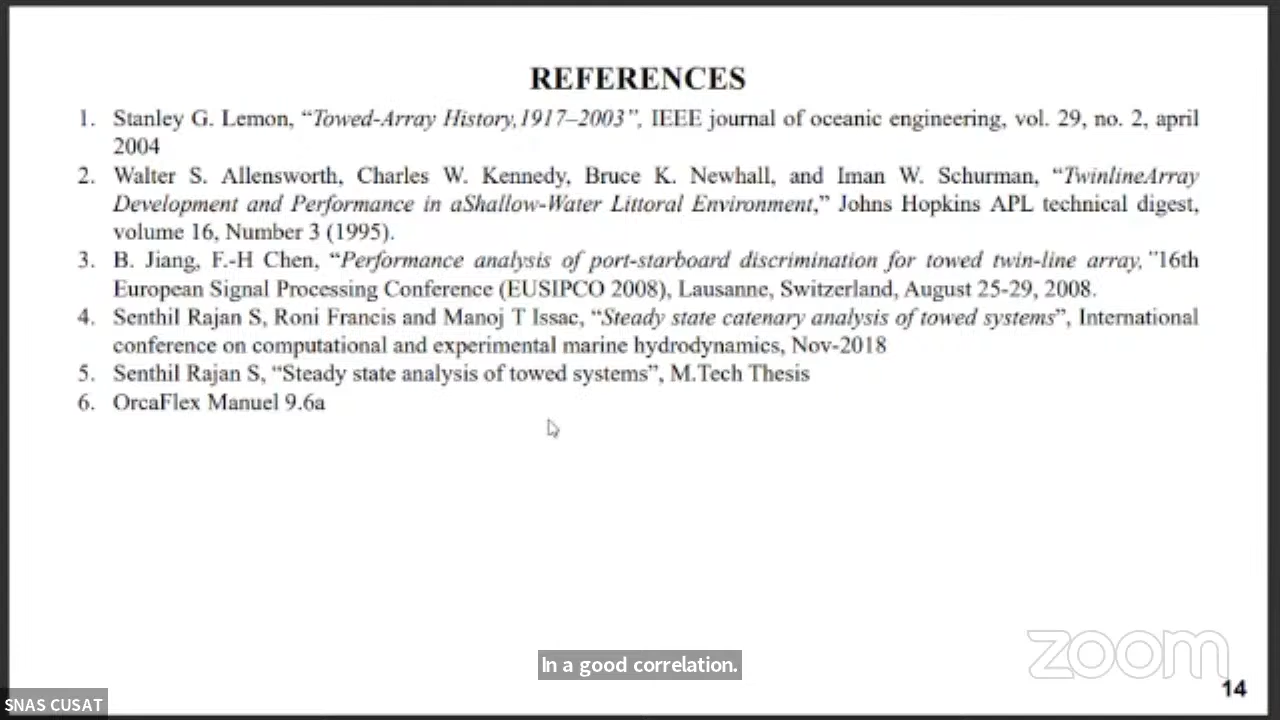 REFERENCES
1. Stanley G. Lemon, “Towed-Array History,1917–2003”, IEEE journal of oceanic engineering, vol. 29, no. 2, april
2004
2. Walter S. Allensworth, Charles W. Kennedy, Bruce K. Newhall, and Iman W. Schurman, “TwinlineArray
Development and Performance in aShallow-Water Littoral Environment,” Johns Hopkins APL technical digest,
volume 16, Number 3 (1995).
3. B. Jiang, F.-H Chen, “Performance analysis of port-starboard discrimination for towed twin-line array,”16th
European Signal Processing Conference (EUSIPCO 2008), Lausanne, Switzerland, August 25-29, 2008.
4. Senthil Rajan S, Roni Francis and Manoj T Issac, “Steady state catenary analysis of towed systems”, International
conference on computational and experimental marine hydrodynamics, Nov-2018
5. Senthil Rajan S, “Steady state analysis of towed systems”, M.Tech Thesis
6. OrcaFlex Manuel 9.6a
In a good correlation.
zoom
14
SNAS CUSAT